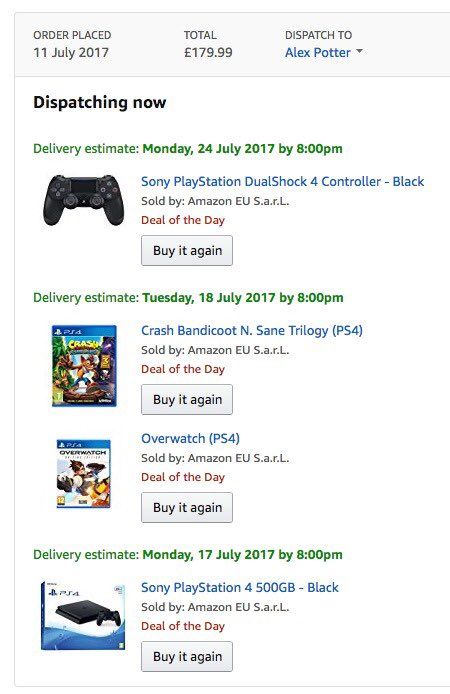 ORDER PLACED
11 July 2017
TOTAL
£179.99
DISPATCH TO
Alex Potter
Dispatching now
Delivery estimate: Monday, 24 July 2017 by 8:00pm
Sony PlayStation DualShock 4 Controller - Black
Sold by: Amazon EU S.a.r.L.
Deal of the Day
Buy it again
Delivery estimate: Tuesday, 18 July 2017 by 8:00pm
PS4
CRASH
Crash Bandicoot N. Sane Trilogy (PS4)
Sold by: Amazon EU S.a.r.L.
Deal of the Day
Buy it again
PS4
OVERWATCH
Overwatch (PS4)
Sold by: Amazon EU S.a.r.L.
Deal of the Day
Buy it again
Delivery estimate: Monday, 17 July 2017 by 8:00pm
PS4
Sony PlayStation 4 500GB - Black
Sold by: Amazon EU S.a.r.L.
Deal of the Day
Buy it again